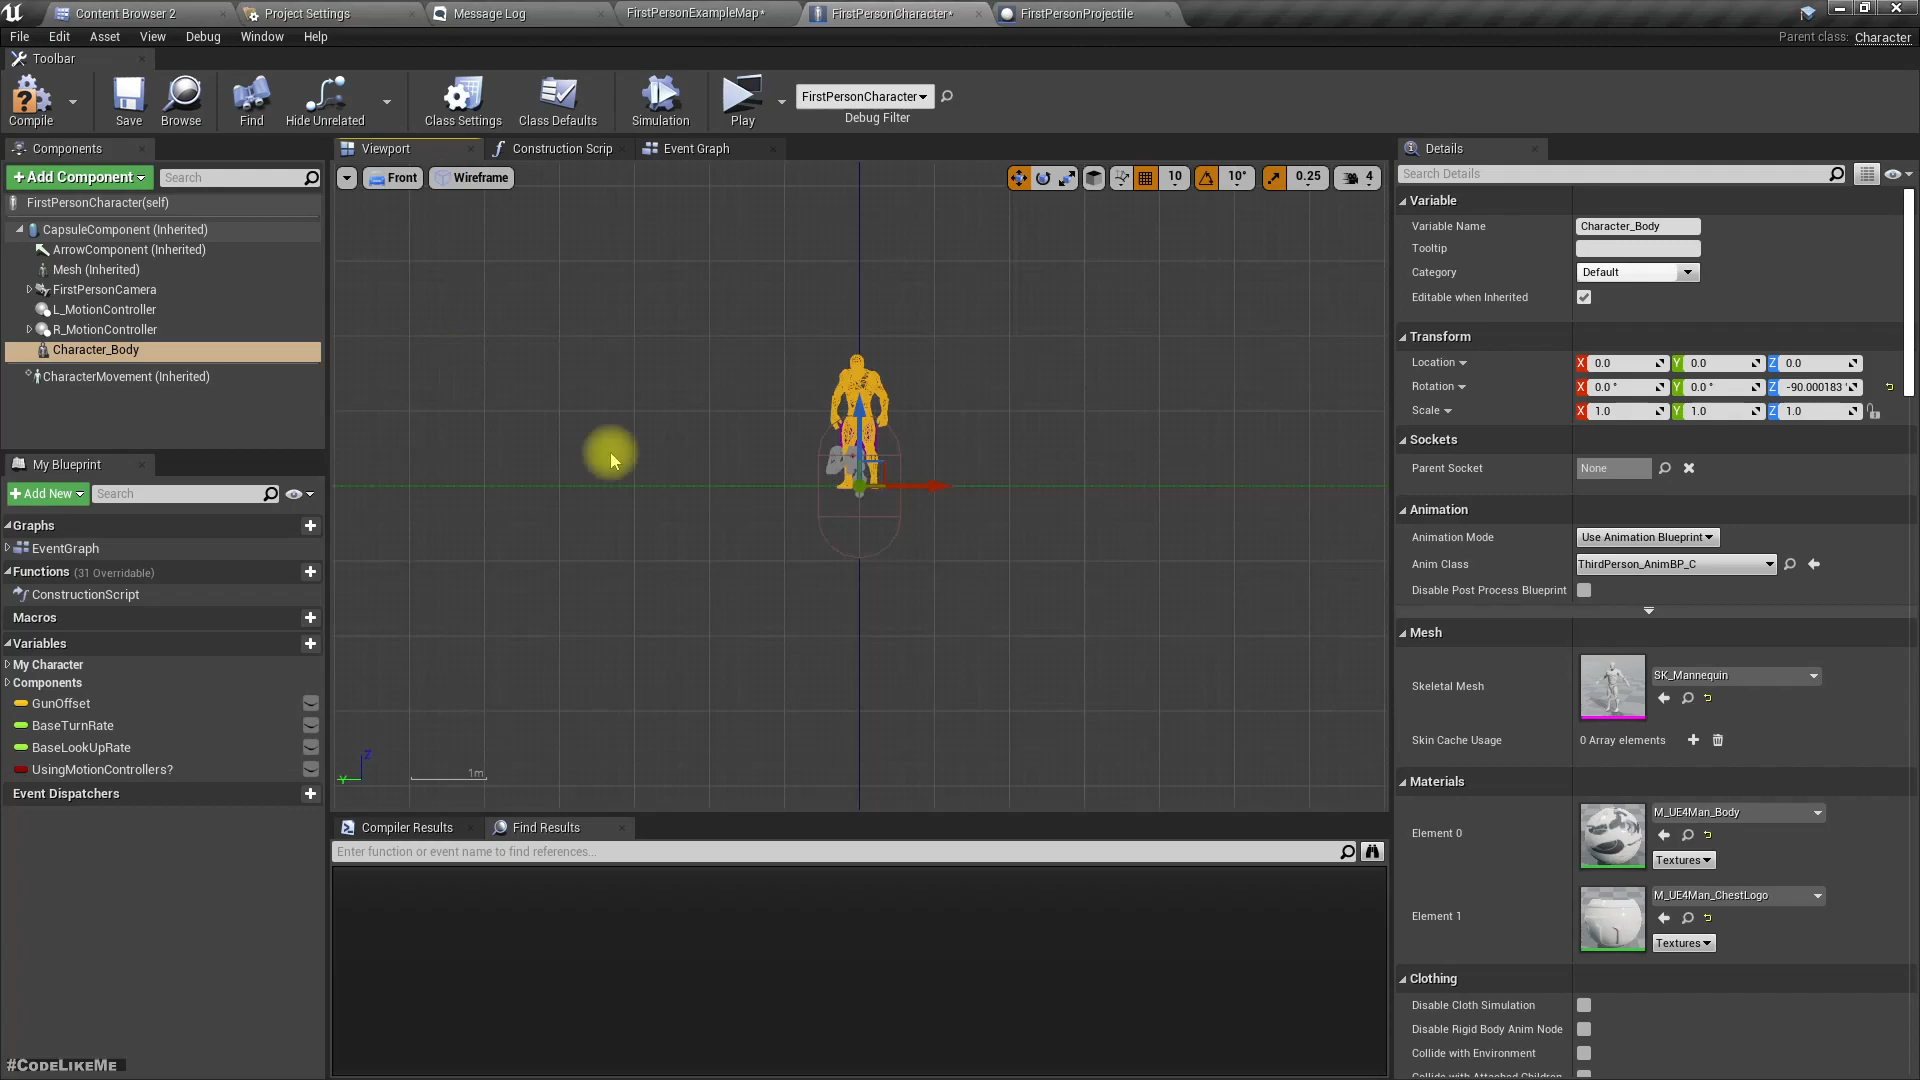 Content Browser 2
Project Settings
Message Log
FirstPersonExampleMap*
FirstPersonCharacter*
FirstPersonProjectile
File Edit Asset View Debug Window Help
Parent class: Character
Toolbar
Compile
Save
Browse
Find
Hide Unrelated
Class Settings
Class Defaults
Simulation
Play
FirstPersonCharacter
Debug Filter
Components
+Add Component
Search
FirstPersonCharacter(self)
CapsuleComponent (Inherited)
ArrowComponent (Inherited)
Mesh (Inherited)
FirstPersonCamera
L_MotionController
R_MotionController
Character_Body
CharacterMovement (Inherited)
My Blueprint
+Add New
Search
Graphs
EventGraph
Functions (31 Overridable)
ConstructionScript
Macros
Variables
My Character
Components
GunOffset
BaseTurnRate
BaseLookUpRate
UsingMotionControllers?
Event Dispatchers
#CodeLikeMe
Viewport
Construction Scrip
Event Graph
Front
Wireframe
10
10°
0.25
4
Z
Y
1m
Compiler Results
Find Results
Enter function or event name to find references...
Details
Search Details
Variable
Variable Name Character_Body
Tooltip
Category Default
Editable when Inherited
Transform
Location X 0.0 Y 0.0 Z 0.0
Rotation X 0.0 ° Y 0.0 ° Z -90.000183 °
Scale X 1.0 Y 1.0 Z 1.0
Sockets
Parent Socket None
Animation
Animation Mode Use Animation Blueprint
Anim Class ThirdPerson_AnimBP_C
Disable Post Process Blueprint
Mesh
Skeletal Mesh SK_Mannequin
Skin Cache Usage 0 Array elements
Materials
Element 0 M_UE4Man_Body
Textures
Element 1 M_UE4Man_ChestLogo
Textures
Clothing
Disable Cloth Simulation
Disable Rigid Body Anim Node
Collide with Environment
Collide with Attached Children